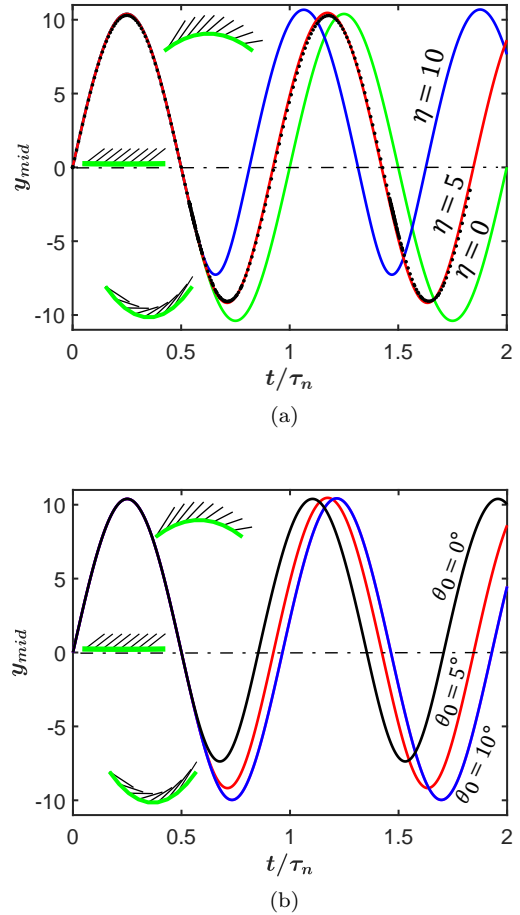 10
5
0
-5
-10
y_mid
η = 10
η = 5
η = 0
0
0.5
1
1.5
2
t/τ_n
(a)
10
5
0
-5
-10
y_mid
θ₀ = 0°
θ₀ = 5°
θ₀ = 10°
0
0.5
1
1.5
2
t/τ_n
(b)